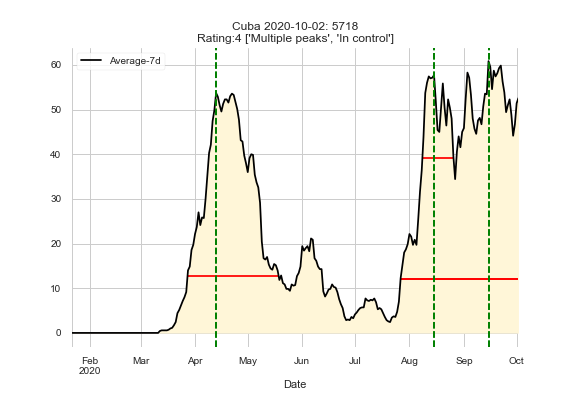 Cuba 2020-10-02: 5718
Rating:4 ['Multiple peaks', 'In control']
Average-7d
60
50
40
30
20
10
0
Feb Mar Apr May Jun Jul Aug Sep Oct
2020
Date